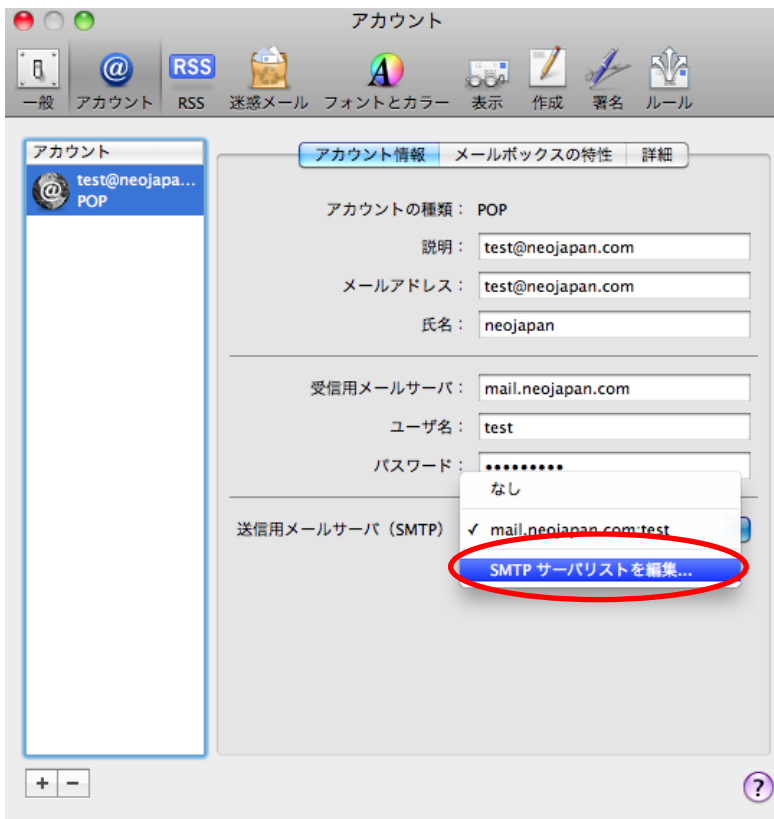 アカウント
RSS
一般 アカウント RSS 迷惑メール フォントとカラー 表示 作成 署名 ルール
アカウント
test@neojapa...
POP
アカウント情報 メールボックスの特性 詳細
アカウントの種類： POP
説明： test@neojapan.com
メールアドレス： test@neojapan.com
氏名： neojapan
受信用メールサーバ： mail.neojapan.com
ユーザ名： test
パスワード： •••••••••
なし
送信用メールサーバ（SMTP） ✓ mail.neojapan.com:test
SMTP サーバリストを編集...
+ −
?